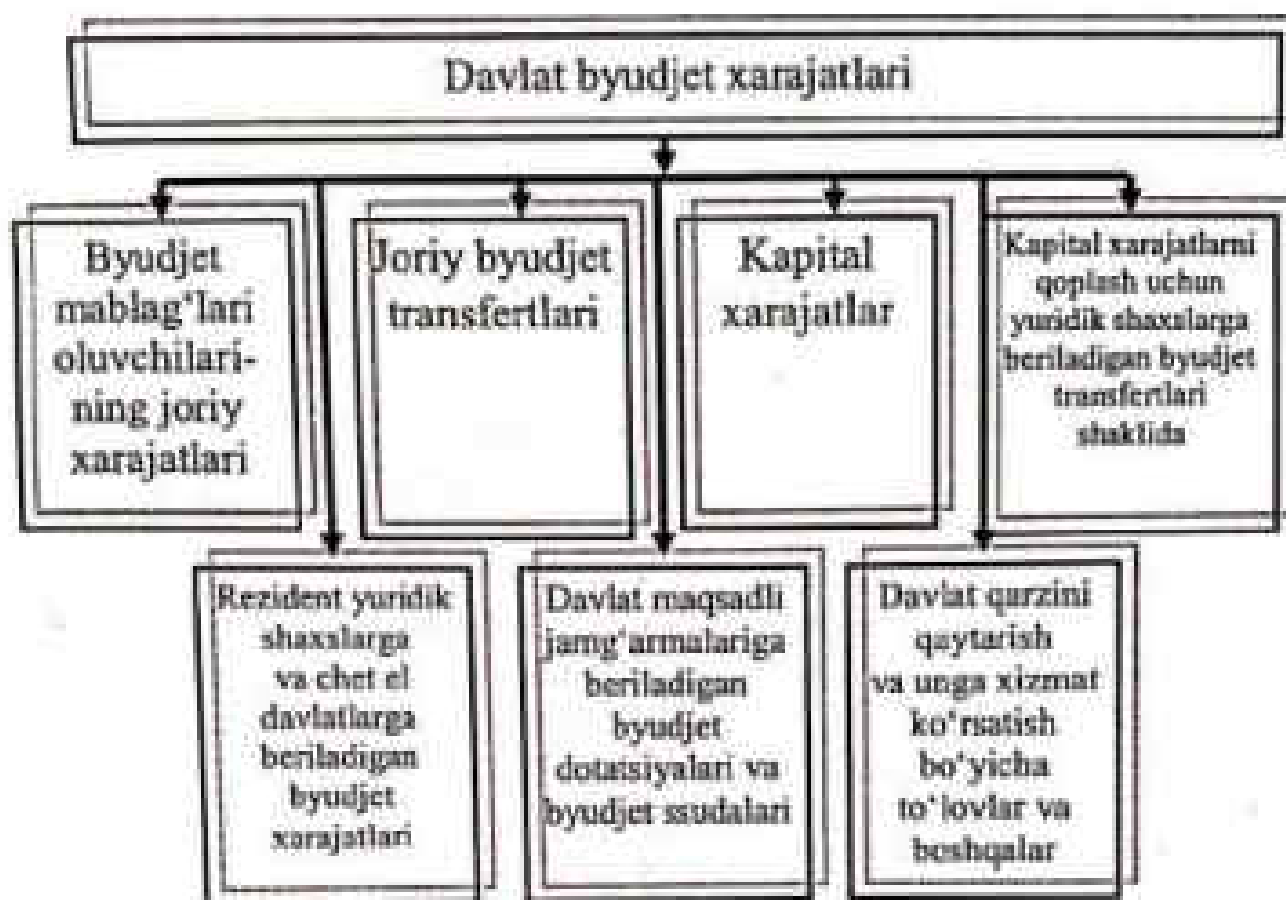 Davlat byudjet xarajatlari
Byudjet
mablag‘lari
oluvchilari-
ning joriy
xarajatlari
Joriy byudjet
transfertlari
Kapital
xarajatlar
Kapital xarajatlarni
qoplash uchun
yuridik shaxslarga
beriladigan byudjet
transfertlari
shaklida
Rezident yuridik
shaxslarga
va chet el
davlatlarga
beriladigan
byudjet
xarajatlari
Davlat maqsadli
jamg‘armalariga
beriladigan
byudjet
dotatsiyalari va
byudjet ssudalari
Davlat qarzini
qaytarish
va unga xizmat
ko‘rsatish
bo‘yicha
to‘lovlar va
boshqalar